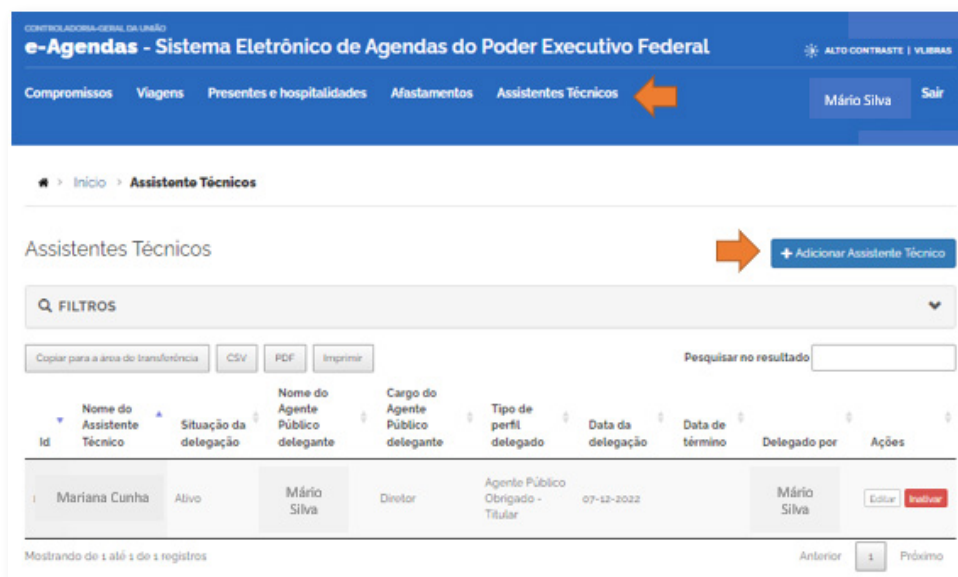 CONTROLADORIA-GERAL DA UNIÃO
e-Agendas - Sistema Eletrônico de Agendas do Poder Executivo Federal
ALTO CONTRASTE | VLIBRAS
Compromissos Viagens Presentes e hospitalidades Afastamentos Assistentes Técnicos
Mário Silva Sair
> Início > Assistente Técnicos
Assistentes Técnicos
+ Adicionar Assistente Técnico
FILTROS
Copiar para a área de transferência CSV PDF Imprimir Pesquisar no resultado
Id
Nome do
Assistente
Técnico
Situação da
delegação
Nome do
Agente
Público
delegante
Cargo do
Agente
Público
delegante
Tipo de
perfil
delegado
Data da
delegação
Data de
término
Delegado por
Ações
Mariana Cunha
Ativo
Mário
Silva
Diretor
Agente Público
Obrigado -
Titular
07-12-2022
Mário
Silva
Editar Inativar
Mostrando de 1 até 1 de 1 registros
Anterior 1 Próximo